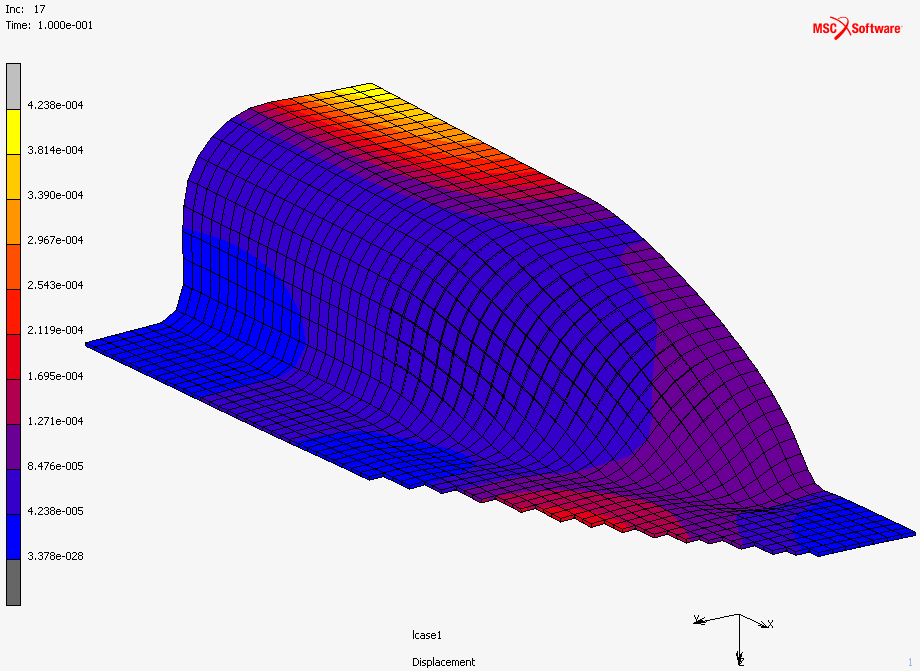 Inc: 17
Time: 1.000e-001
MSC Software
4.238e-004
3.814e-004
3.390e-004
2.967e-004
2.543e-004
2.119e-004
1.695e-004
1.271e-004
8.476e-005
4.238e-005
3.378e-028
Y
X
Z
lcase1
Displacement
1